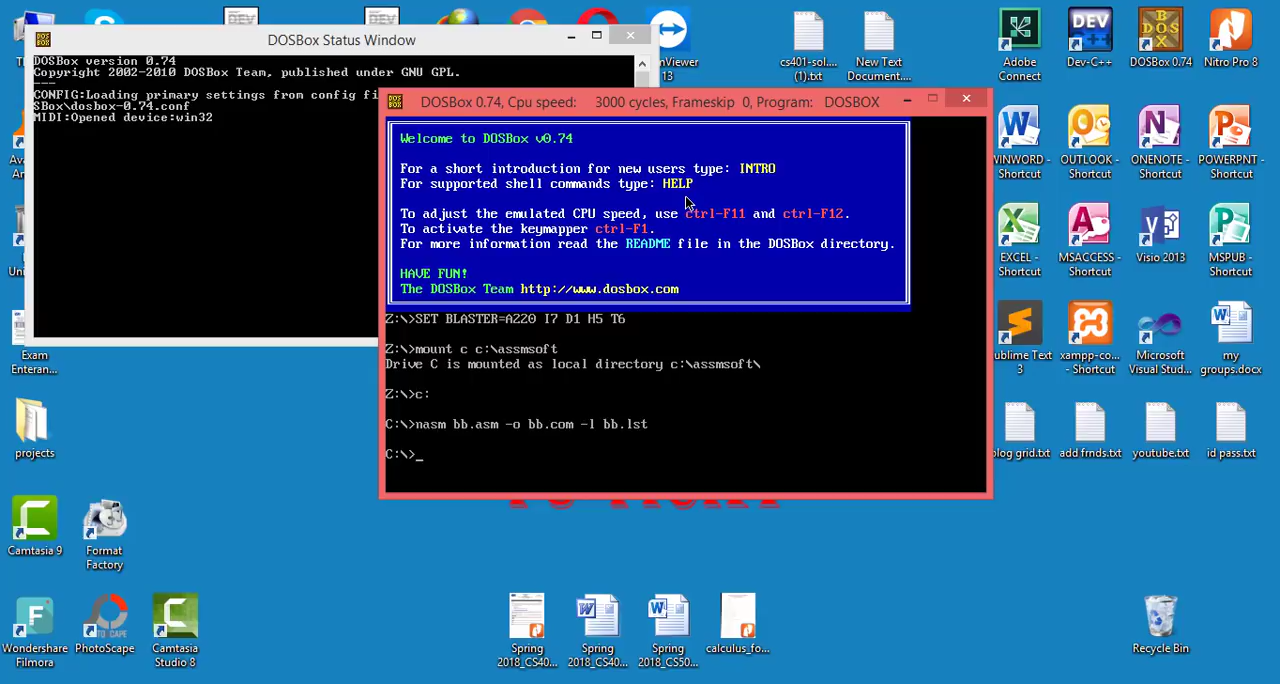 DOSBox Status Window
DOSBox version 0.74
Copyright 2002-2010 DOSBox Team, published under GNU GPL.
---
CONFIG:Loading primary settings from config fi
SBox\dosbox-0.74.conf
MIDI:Opened device:win32
DOSBox 0.74, Cpu speed: 3000 cycles, Frameskip 0, Program: DOSBOX
Welcome to DOSBox v0.74
For a short introduction for new users type: INTRO
For supported shell commands type: HELP
To adjust the emulated CPU speed, use ctrl-F11 and ctrl-F12.
To activate the keymapper ctrl-F1.
For more information read the README file in the DOSBox directory.
HAVE FUN!
The DOSBox Team http://www.dosbox.com
Z:\>SET BLASTER=A220 I7 D1 H5 T6
Z:\>mount c c:\assmsoft
Drive C is mounted as local directory c:\assmsoft\
Z:\>c:
C:\>nasm bb.asm -o bb.com -l bb.lst
C:\>_
13
cs401-sol...
(1).txt
New Text
Document....
Adobe
Connect
Dev-C++
DOSBox 0.74
Nitro Pro 8
WINWORD -
Shortcut
OUTLOOK -
Shortcut
ONENOTE -
Shortcut
POWERPNT -
Shortcut
EXCEL -
Shortcut
MSACCESS -
Shortcut
Visio 2013
MSPUB -
Shortcut
Sublime Text
3
xampp-co...
- Shortcut
Microsoft
Visual Stud...
my
groups.docx
blog grid.txt
add frnds.txt
youtube.txt
id pass.txt
Exam
Enteran...
projects
Camtasia 9
Format
Factory
Wondershare
Filmora
PhotoScape
Camtasia
Studio 8
Spring
2018_CS40...
Spring
2018_CS40...
Spring
2018_CS50...
calculus_fo...
Recycle Bin